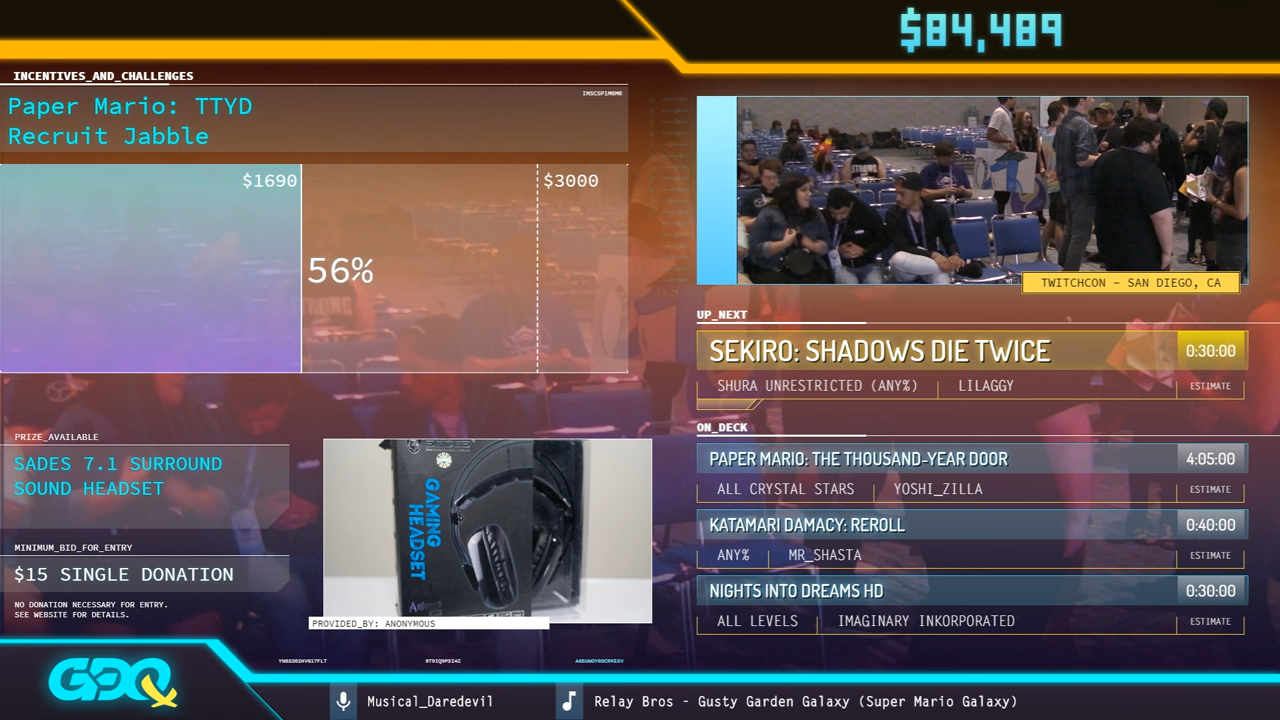 $84,489
INCENTIVES_AND_CHALLENGES
Paper Mario: TTYD
Recruit Jabble
$1690
$3000
56%
TWITCHCON - SAN DIEGO, CA
UP_NEXT
SEKIRO: SHADOWS DIE TWICE 0:30:00
SHURA UNRESTRICTED (ANY%) LILAGGY ESTIMATE
ON_DECK
PAPER MARIO: THE THOUSAND-YEAR DOOR 4:05:00
ALL CRYSTAL STARS YOSHI_ZILLA ESTIMATE
KATAMARI DAMACY: REROLL 0:40:00
ANY% MR_SHASTA ESTIMATE
NIGHTS INTO DREAMS HD 0:30:00
ALL LEVELS IMAGINARY INKORPORATED ESTIMATE
PRIZE_AVAILABLE
SADES 7.1 SURROUND
SOUND HEADSET
MINIMUM_BID_FOR_ENTRY
$15 SINGLE DONATION
NO DONATION NECESSARY FOR ENTRY.
SEE WEBSITE FOR DETAILS.
GAMING
HEADSET
PROVIDED_BY: ANONYMOUS
GDQ
Musical_Daredevil
Relay Bros - Gusty Garden Galaxy (Super Mario Galaxy)